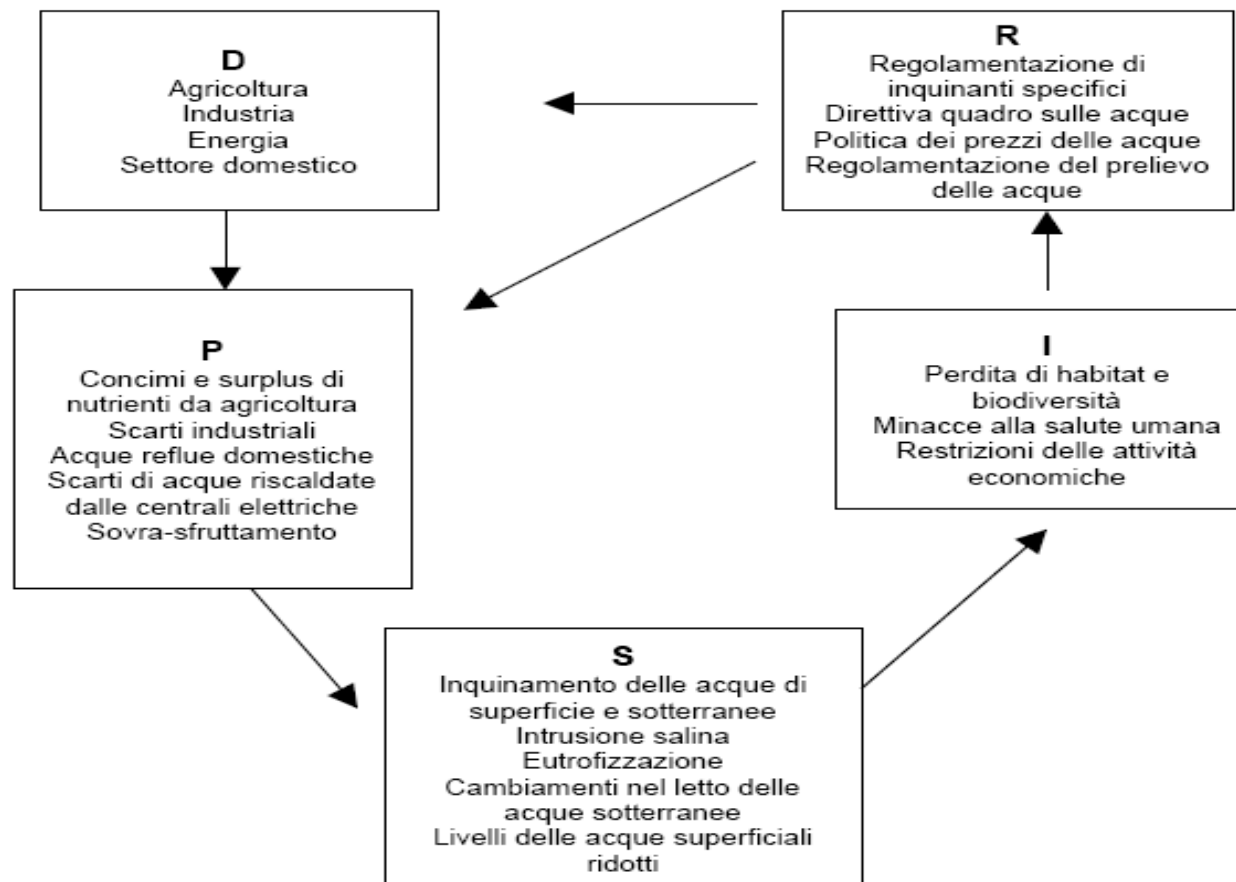 D
Agricoltura
Industria
Energia
Settore domestico
R
Regolamentazione di
inquinanti specifici
Direttiva quadro sulle acque
Politica dei prezzi delle acque
Regolamentazione del prelievo
delle acque
P
Concimi e surplus di
nutrienti da agricoltura
Scarti industriali
Acque reflue domestiche
Scarti di acque riscaldate
dalle centrali elettriche
Sovra-sfruttamento
I
Perdita di habitat e
biodiversità
Minacce alla salute umana
Restrizioni delle attività
economiche
S
Inquinamento delle acque di
superficie e sotterranee
Intrusione salina
Eutrofizzazione
Cambiamenti nel letto delle
acque sotterranee
Livelli delle acque superficiali
ridotti